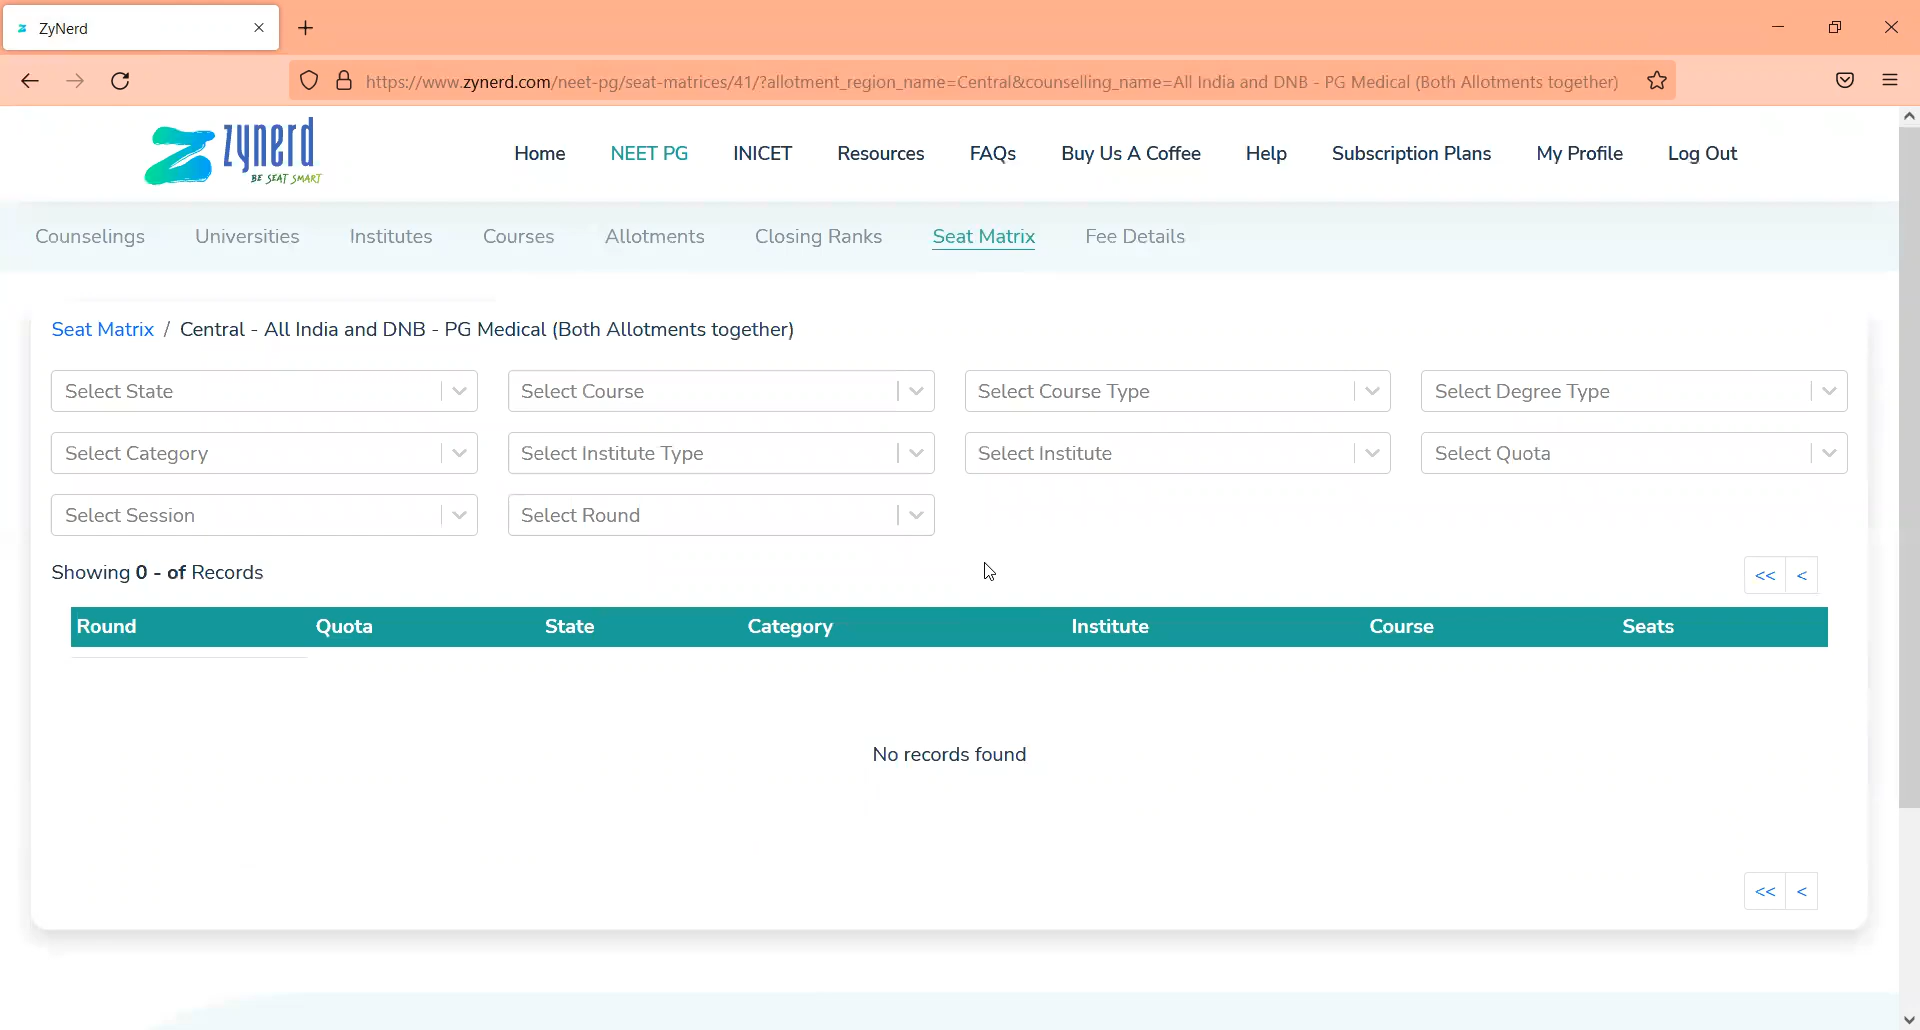 ZyNerd
https://www.zynerd.com/neet-pg/seat-matrices/41/?allotment_region_name=Central&counselling_name=All India and DNB - PG Medical (Both Allotments together)
zynerd
BE SEAT SMART
Home NEET PG INICET Resources FAQs Buy Us A Coffee Help Subscription Plans My Profile Log Out
Counselings Universities Institutes Courses Allotments Closing Ranks Seat Matrix Fee Details
Seat Matrix / Central - All India and DNB - PG Medical (Both Allotments together)
Select State Select Course Select Course Type Select Degree Type
Select Category Select Institute Type Select Institute Select Quota
Select Session Select Round
Showing 0 - of Records << <
Round Quota State Category Institute Course Seats
No records found
<< <